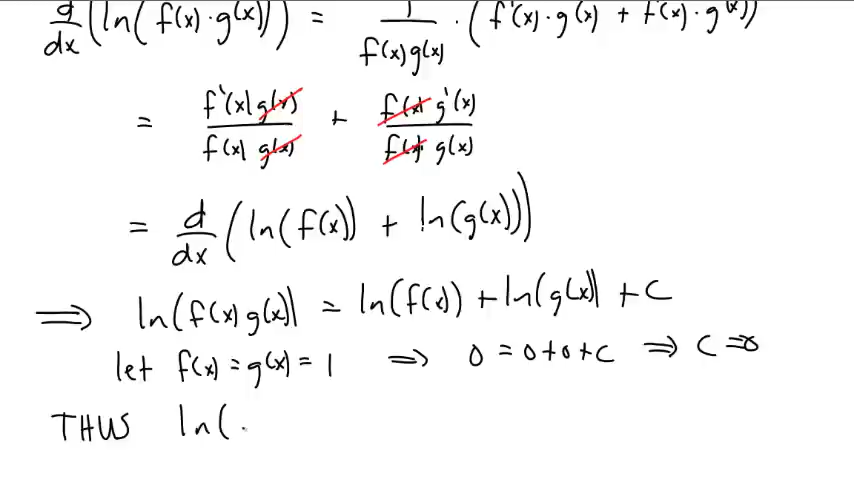 d/dx (ln(f(x)·g(x))) = 1/(f(x)g(x)) · (f'(x)·g(x) + f(x)·g'(x))
= f'(x)g(x)/(f(x)g(x)) + f(x)g'(x)/(f(x)g(x))
= d/dx (ln(f(x)) + ln(g(x)))
⟹ ln(f(x)g(x)) = ln(f(x)) + ln(g(x)) + C
let f(x) = g(x) = 1 ⟹ 0 = 0+0+C ⟹ C=0
THUS ln(